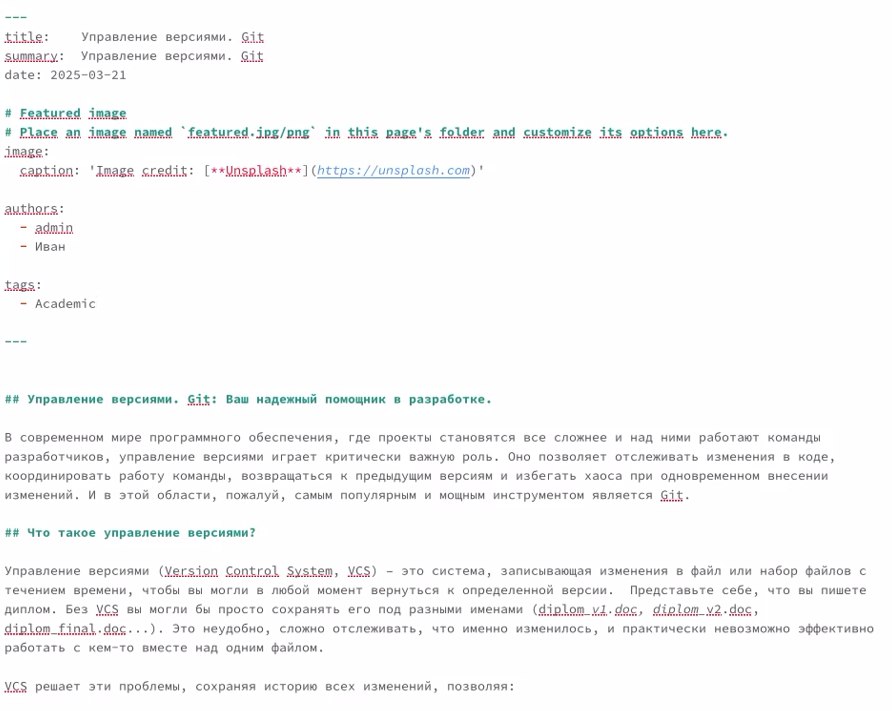 ---
title:    Управление версиями. Git
summary:  Управление версиями. Git
date: 2025-03-21
# Featured image
# Place an image named `featured.jpg/png` in this page's folder and customize its options here.
image:
  caption: 'Image credit: [**Unsplash**](https://unsplash.com)'
authors:
  - admin
  - Иван
tags:
  - Academic
---
## Управление версиями. Git: Ваш надежный помощник в разработке.
В современном мире программного обеспечения, где проекты становятся все сложнее и над ними работают команды
разработчиков, управление версиями играет критически важную роль. Оно позволяет отслеживать изменения в коде,
координировать работу команды, возвращаться к предыдущим версиям и избегать хаоса при одновременном внесении
изменений. И в этой области, пожалуй, самым популярным и мощным инструментом является Git.
## Что такое управление версиями?
Управление версиями (Version Control System, VCS) – это система, записывающая изменения в файл или набор файлов с
течением времени, чтобы вы могли в любой момент вернуться к определенной версии.  Представьте себе, что вы пишете
диплом. Без VCS вы могли бы просто сохранять его под разными именами (diplom_v1.doc, diplom_v2.doc,
diplom_final.doc...). Это неудобно, сложно отслеживать, что именно изменилось, и практически невозможно эффективно
работать с кем-то вместе над одним файлом.
VCS решает эти проблемы, сохраняя историю всех изменений, позволяя: